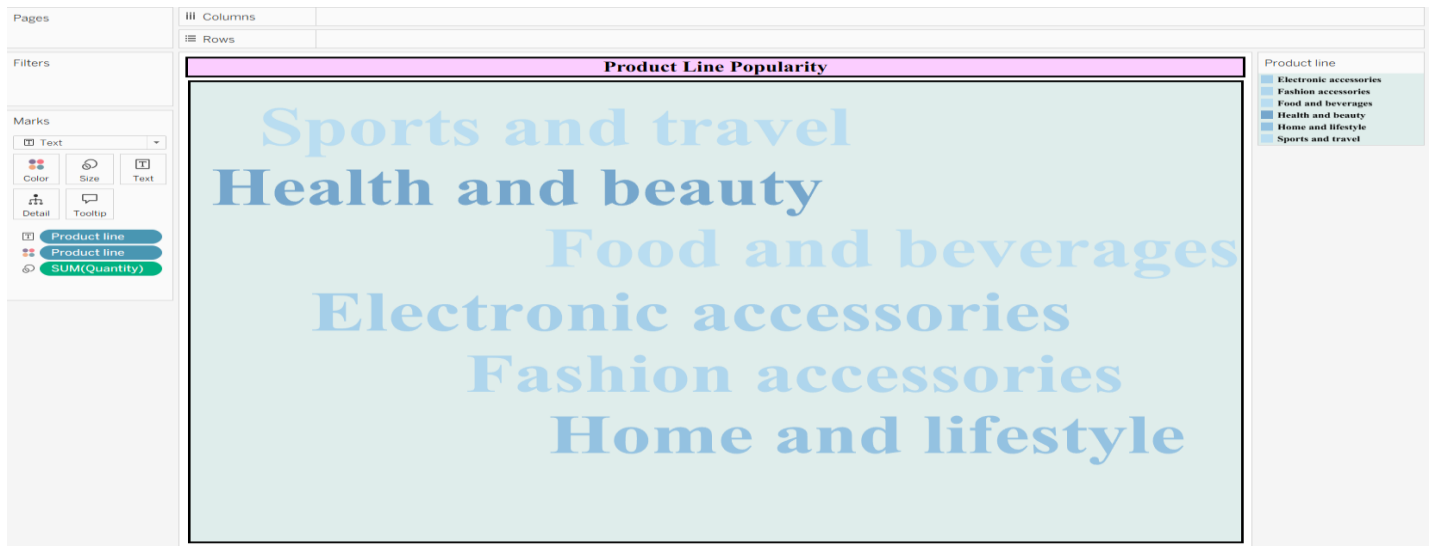 Pages
Columns
Rows
Filters
Product Line Popularity
Product line
Electronic accessories
Fashion accessories
Food and beverages
Health and beauty
Home and lifestyle
Sports and travel
Marks
Text
Color Size Text
Detail Tooltip
Product line
Product line
SUM(Quantity)
Sports and travel
Health and beauty
Food and beverages
Electronic accessories
Fashion accessories
Home and lifestyle